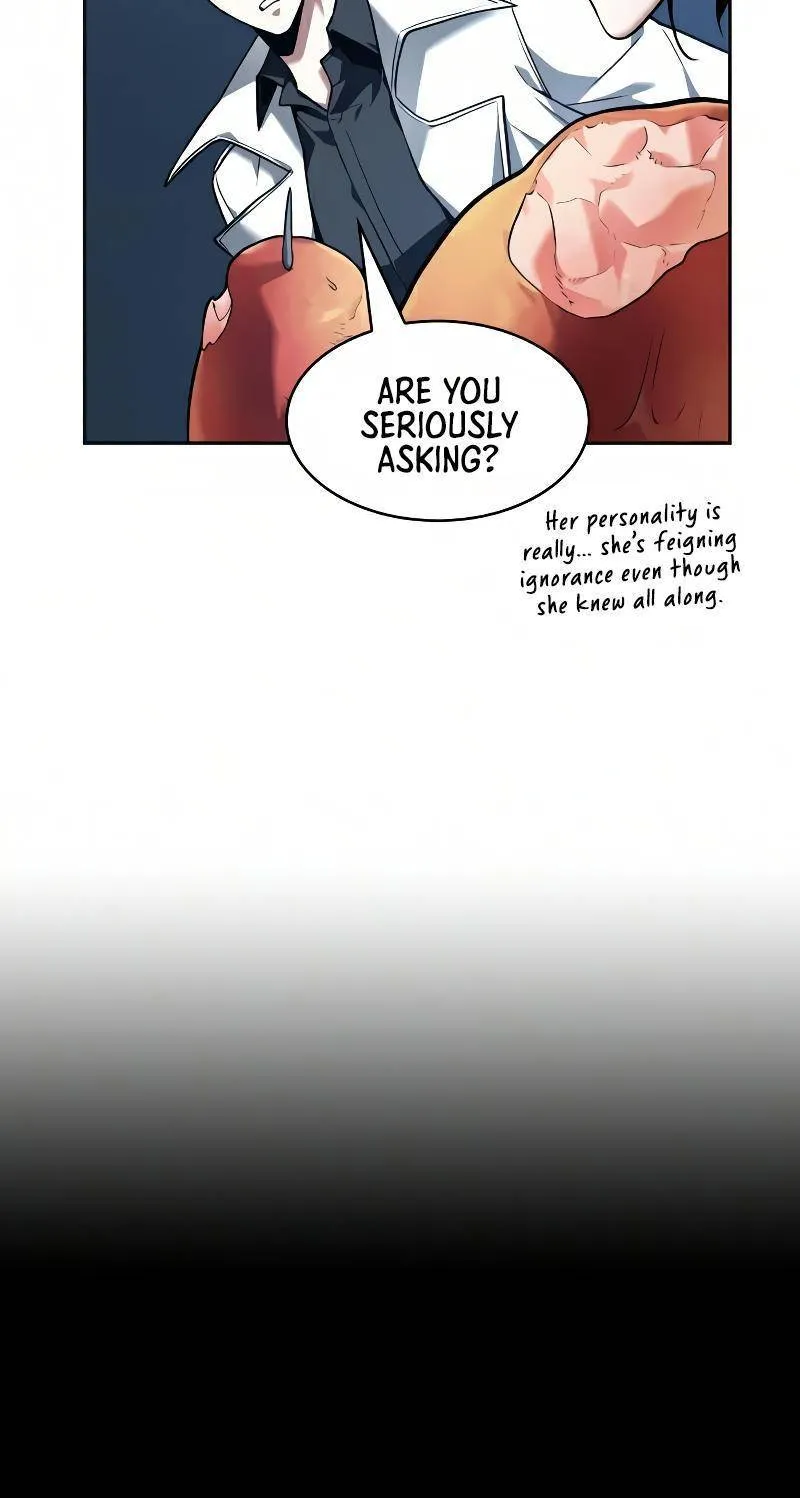 ARE YOU
SERIOUSLY
ASKING?
Her personality is
really... she's feigning
ignorance even though
she knew all along.